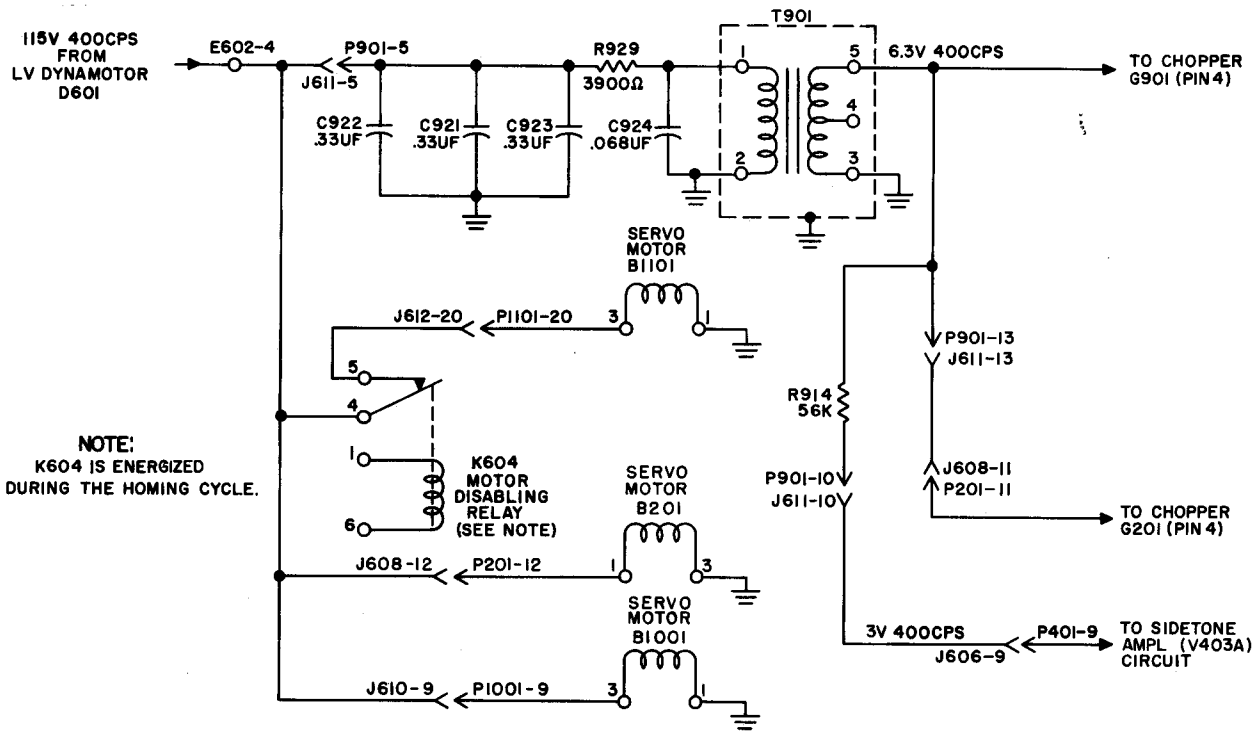 115V 400CPS
FROM
LV DYNAMOTOR
D601
E602-4
P901-5
J611-5
R929
3900Ω
C922
.33UF
C921
.33UF
C923
.33UF
C924
.068UF
T901
1
2
5
4
3
6.3V 400CPS
TO CHOPPER
G901 (PIN 4)
SERVO
MOTOR
B1101
J612-20
P1101-20
3
1
5
4
1
6
K604
MOTOR
DISABLING
RELAY
(SEE NOTE)
NOTE:
K604 IS ENERGIZED
DURING THE HOMING CYCLE.
R914
56K
P901-13
J611-13
P901-10
J611-10
J608-11
P201-11
TO CHOPPER
G201 (PIN 4)
SERVO
MOTOR
B201
J608-12
P201-12
1
3
SERVO
MOTOR
B1001
J610-9
P1001-9
3
1
3V 400CPS
J606-9
P401-9
TO SIDETONE
AMPL (V403A)
CIRCUIT